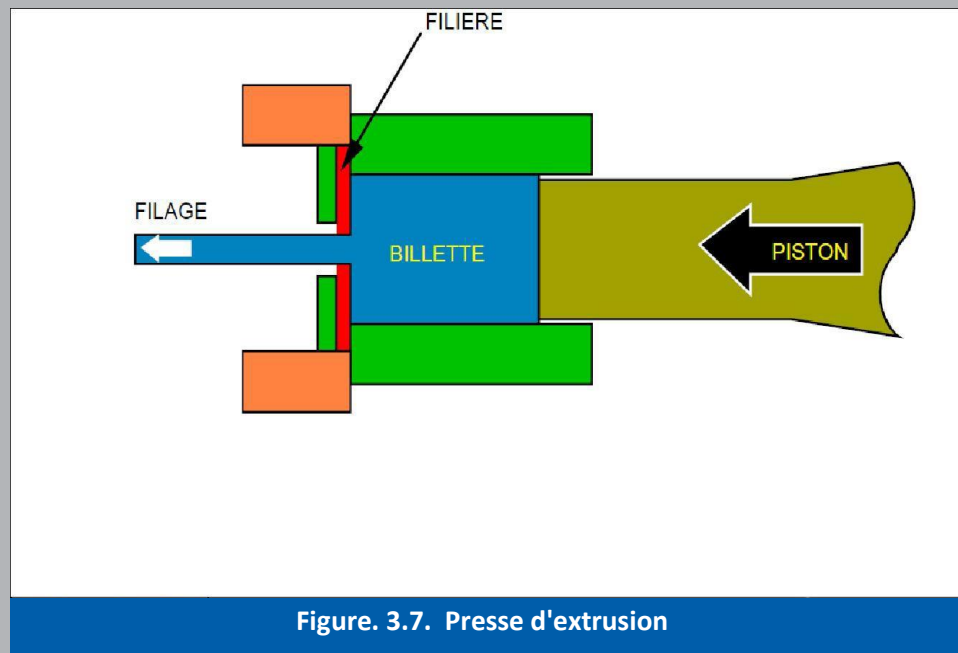 FILIERE
FILAGE
BILLETTE
PISTON
Figure. 3.7. Presse d'extrusion